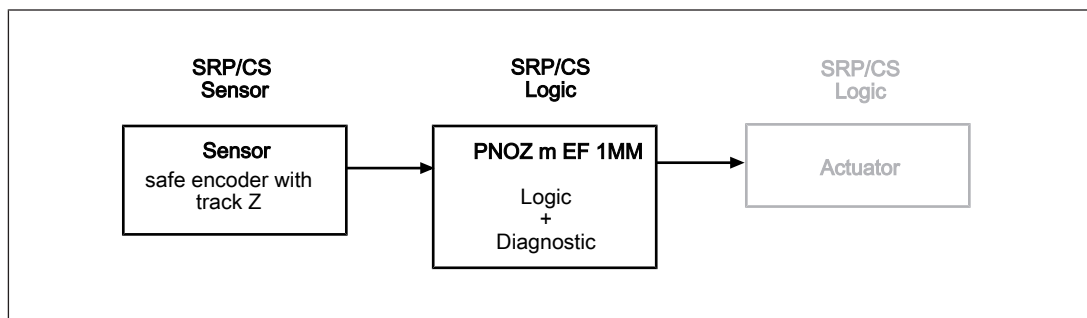 SRP/CS
Sensor
SRP/CS
Logic
SRP/CS
Logic
Sensor
safe encoder with
track Z
PNOZ m EF 1MM
Logic
+
Diagnostic
Actuator